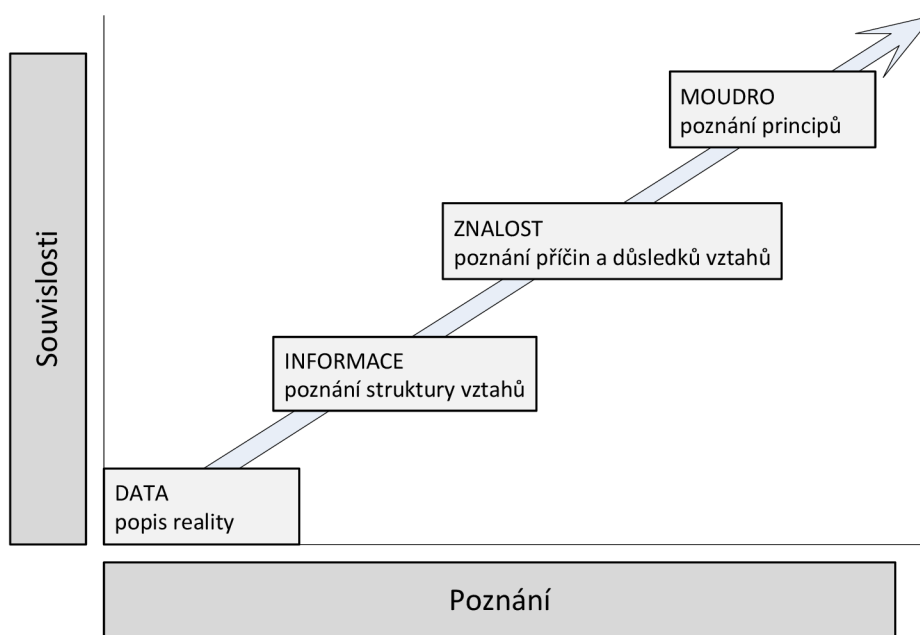 MOUDRO
poznání principů
ZNALOST
poznání příčin a důsledků vztahů
Souvislosti
INFORMACE
poznání struktury vztahů
DATA
popis reality
Poznání